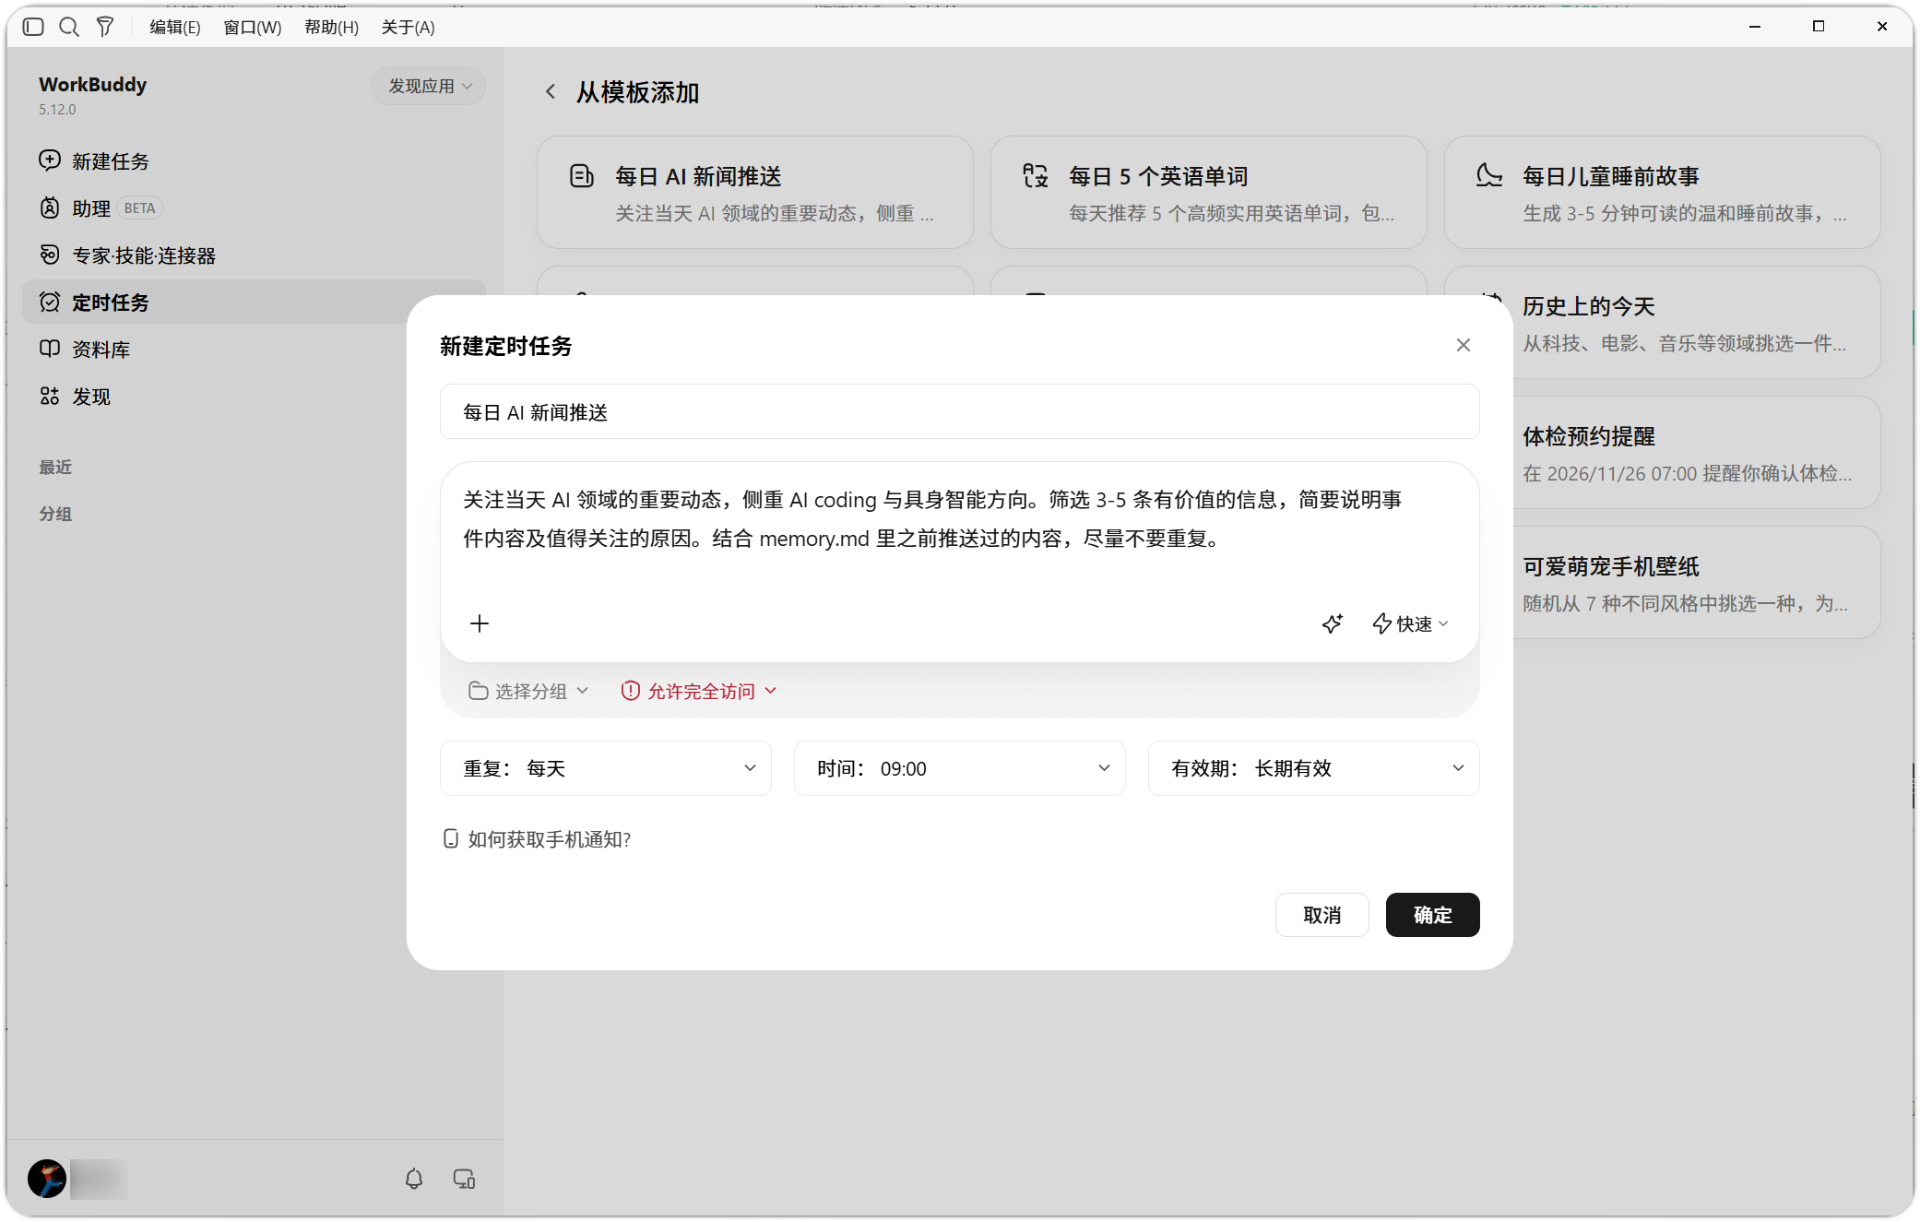 编辑(E) 窗口(W) 帮助(H) 关于(A)
WorkBuddy
5.12.0
发现应用
新建任务
助理 BETA
专家·技能·连接器
定时任务
资料库
发现
最近
分组
从模板添加
每日 AI 新闻推送
关注当天 AI 领域的重要动态，侧重 ...
每日 5 个英语单词
每天推荐 5 个高频实用英语单词，包...
每日儿童睡前故事
生成 3-5 分钟可读的温和睡前故事，...
历史上的今天
从科技、电影、音乐等领域挑选一件...
体检预约提醒
在 2026/11/26 07:00 提醒你确认体检...
可爱萌宠手机壁纸
随机从 7 种不同风格中挑选一种，为...
新建定时任务
每日 AI 新闻推送
关注当天 AI 领域的重要动态，侧重 AI coding 与具身智能方向。筛选 3-5 条有价值的信息，简要说明事
件内容及值得关注的原因。结合 memory.md 里之前推送过的内容，尽量不要重复。
快速
选择分组 允许完全访问
重复： 每天
时间： 09:00
有效期： 长期有效
如何获取手机通知?
取消 确定